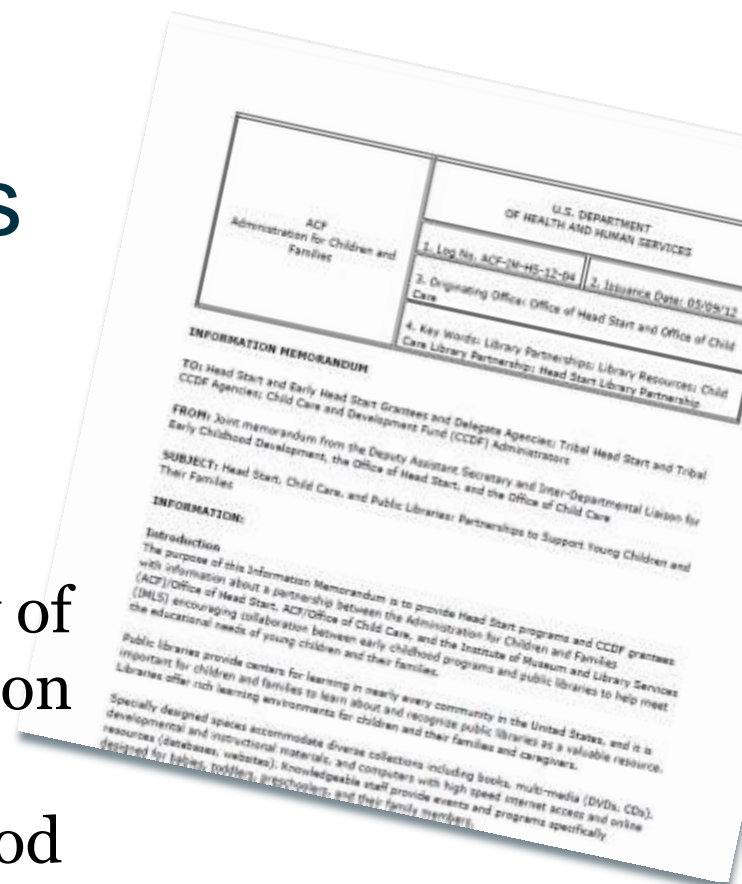 s
of
on
od
ACF
Administration for Children and
Families
U.S. DEPARTMENT
OF HEALTH AND HUMAN SERVICES
1. Log No. ACF-IM-HS-12-04
2. Issuance Date: 05/09/12
3. Originating Office: Office of Head Start and Office of Child
Care
4. Key Words: Library Partnerships; Library Resources; Child
Care Library Partnership; Head Start Library Partnership
INFORMATION MEMORANDUM
TO: Head Start and Early Head Start Grantees and Delegate Agencies; Tribal Head Start and Tribal
CCDF Agencies; Child Care and Development Fund (CCDF) Administrators
FROM: Joint memorandum from the Deputy Assistant Secretary and Inter-Departmental Liaison for
Early Childhood Development, the Office of Head Start, and the Office of Child Care
SUBJECT: Head Start, Child Care, and Public Libraries: Partnerships to Support Young Children and
Their Families
INFORMATION:
Introduction
The purpose of this Information Memorandum is to provide Head Start programs and CCDF grantees
with information about a partnership between the Administration for Children and Families
(ACF)/Office of Head Start, ACF/Office of Child Care, and the Institute of Museum and Library Services
(IMLS) encouraging collaboration between early childhood programs and public libraries to help meet
the educational needs of young children and their families.
Public libraries provide centers for learning in nearly every community in the United States, and it is
important for children and families to learn about and recognize public libraries as a valuable resource.
Libraries offer rich learning environments for children and their families and caregivers.
Specially designed spaces accommodate diverse collections including books, multi-media (DVDs, CDs),
developmental and instructional materials, and computers with high speed internet access and online
resources (databases, websites). Knowledgeable staff provide events and programs specifically
designed for babies, toddlers, preschoolers, and their family members.